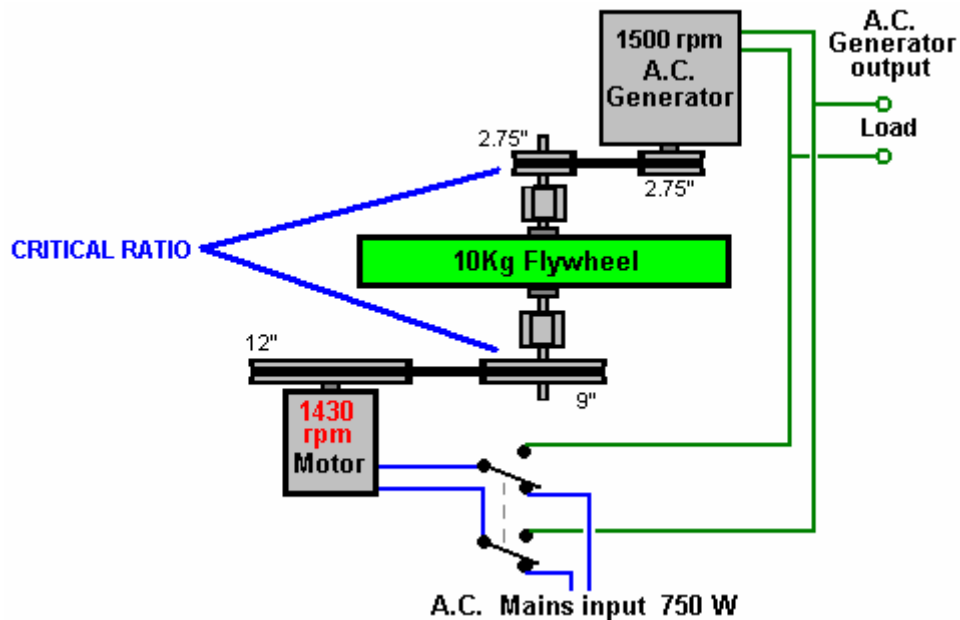 A.C.
Generator
output
1500 rpm
A.C.
Generator
Load
2.75"
2.75"
CRITICAL RATIO
10Kg Flywheel
12"
9"
1430
rpm
Motor
A.C. Mains input 750 W